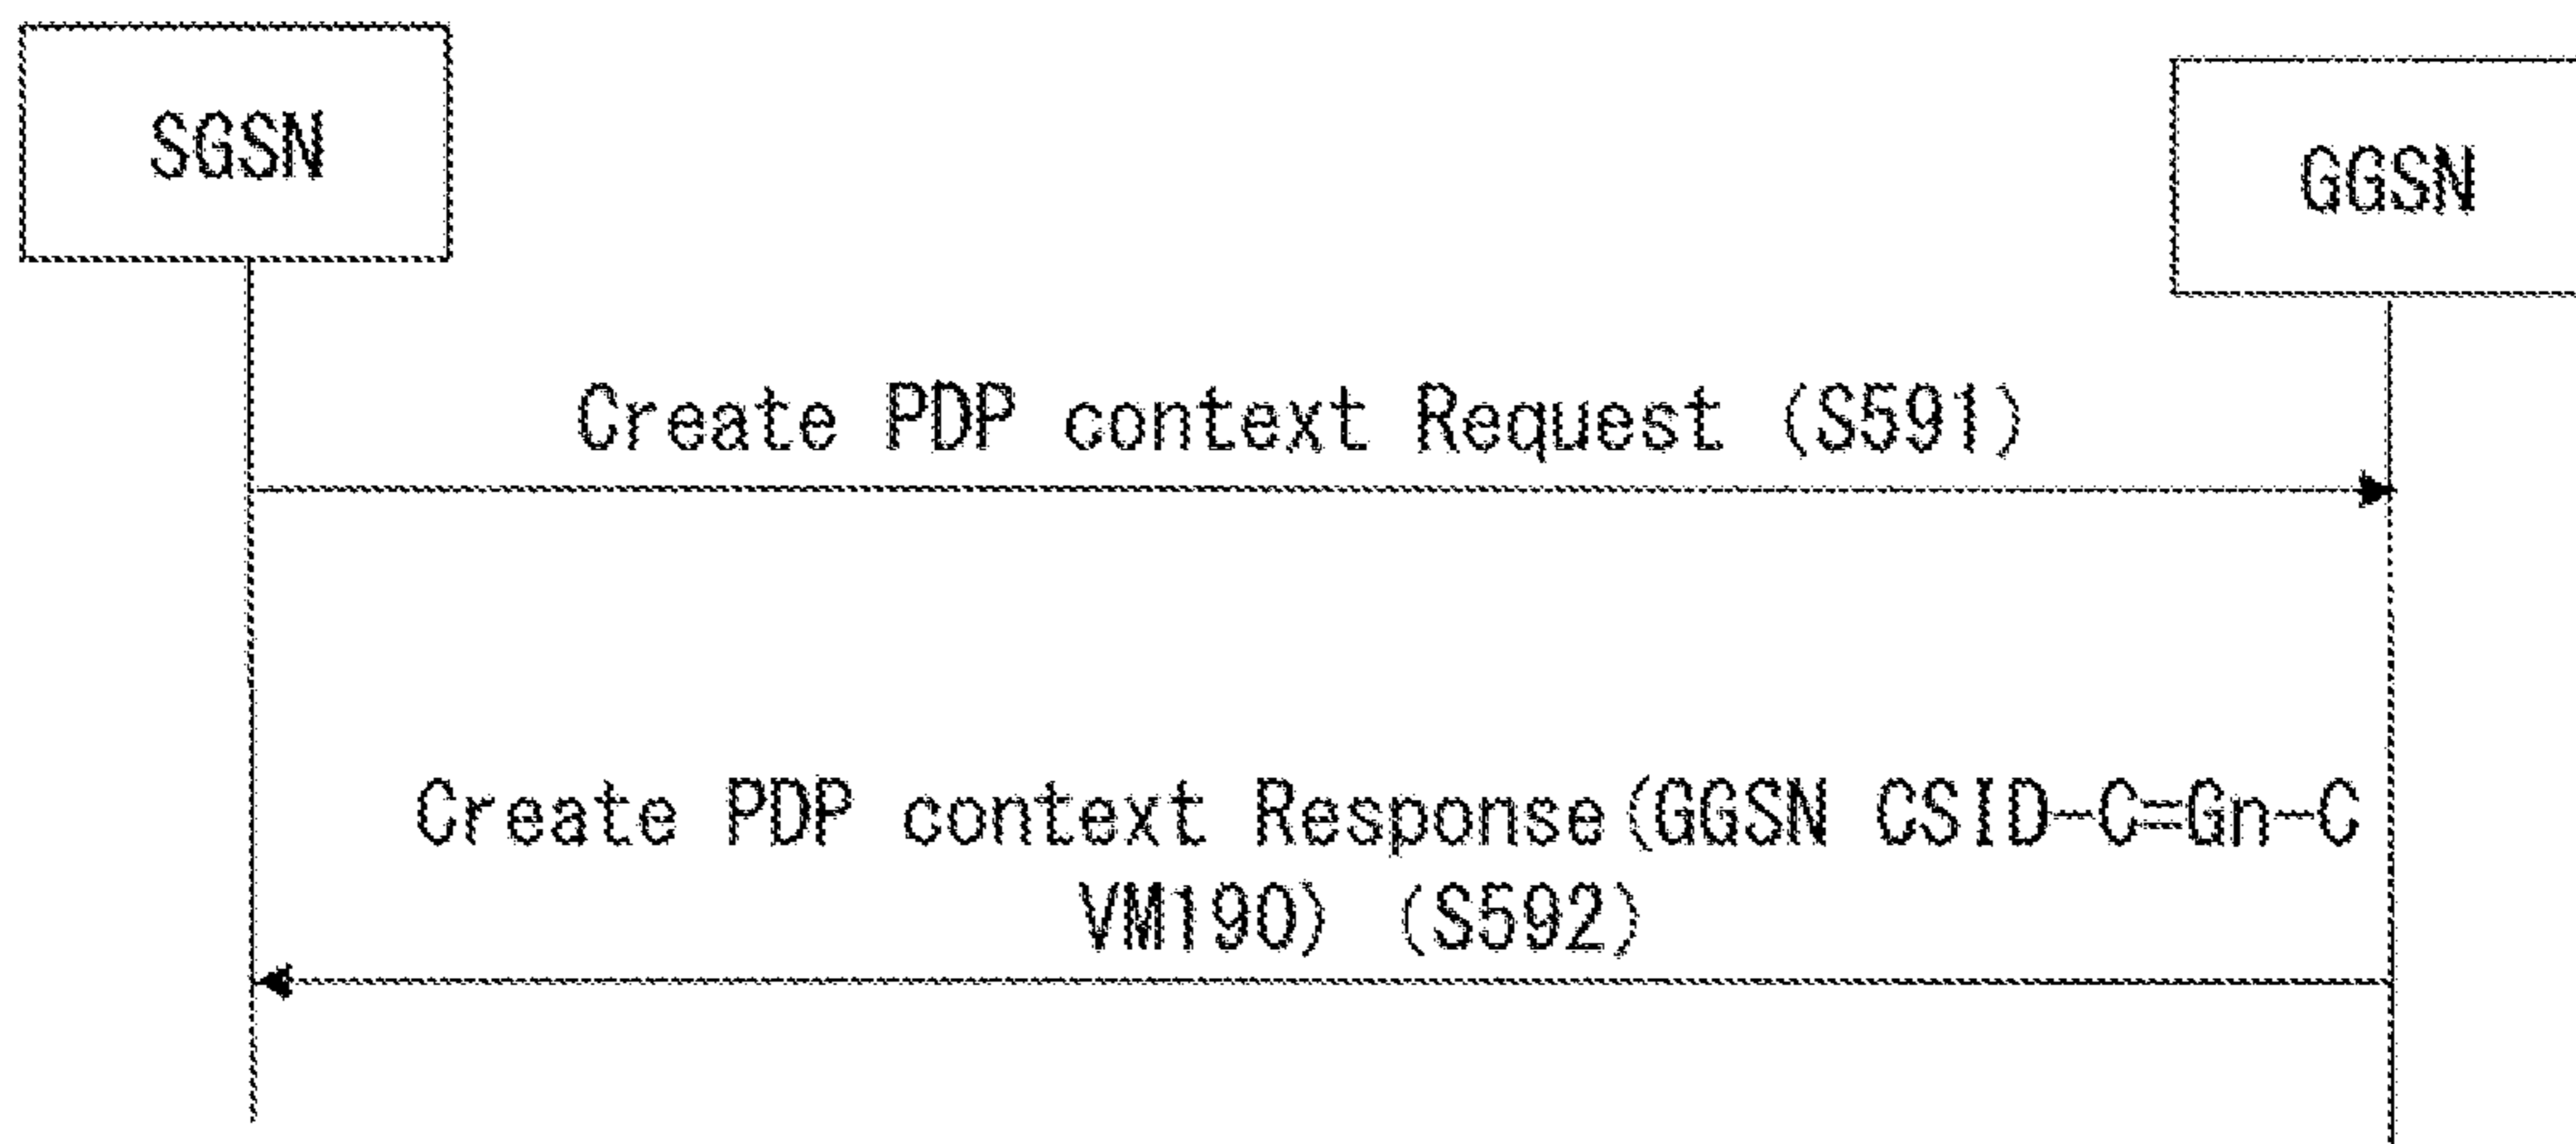 SGSN
GGSN
Create PDP context Request (S591)
Create PDP context Response(GGSN CSID-C=Gn-C
VM190) (S592)